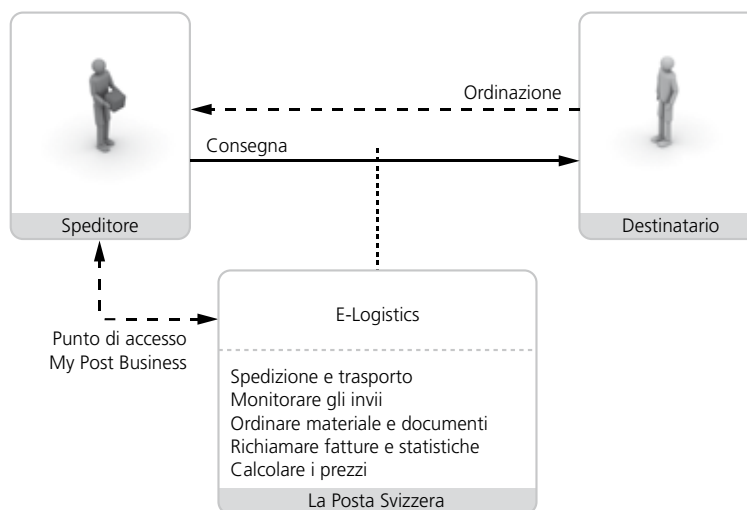 Ordinazione
Consegna
Speditore
Destinatario
Punto di accesso
My Post Business
E-Logistics
Spedizione e trasporto
Monitorare gli invii
Ordinare materiale e documenti
Richiamare fatture e statistiche
Calcolare i prezzi
La Posta Svizzera